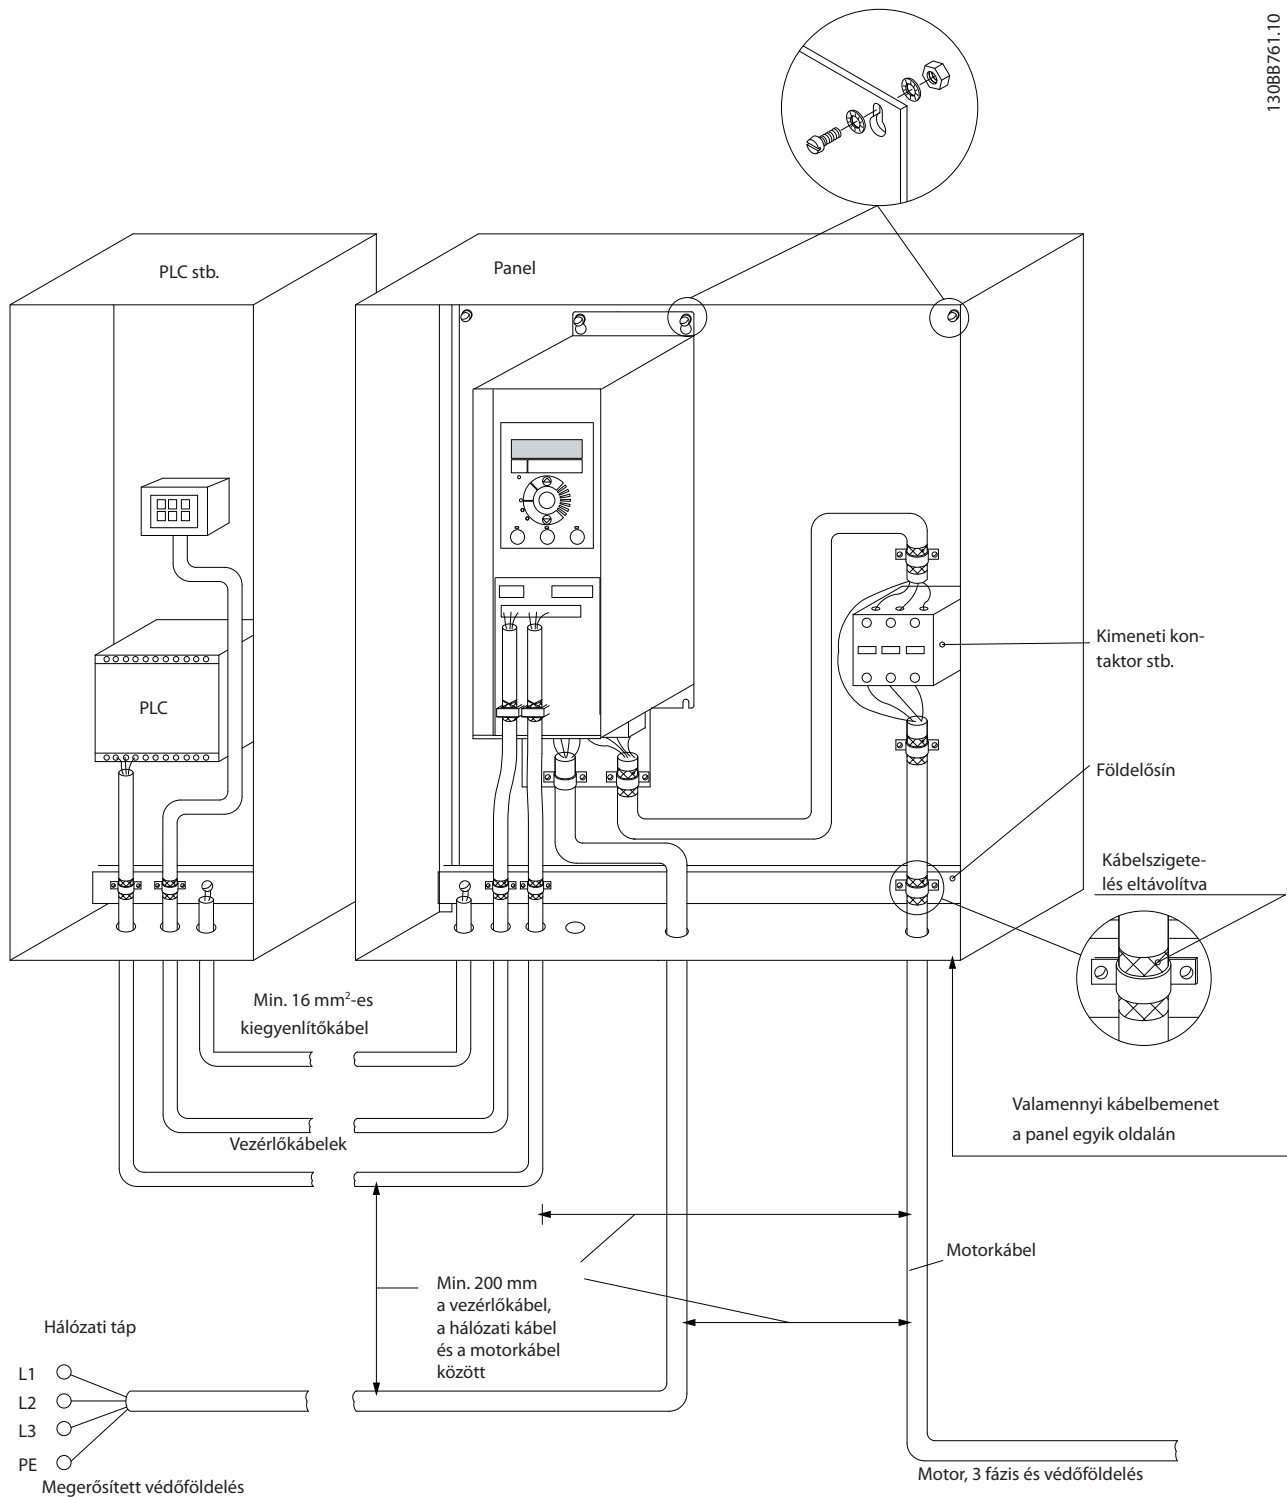 130BB761.10
PLC stb.
Panel
PLC
Kimeneti kon-
taktor stb.
Földelősín
Kábelszigete-
lés eltávolítva
Min. 16 mm²-es
kiegyenlítőkábel
Vezérlőkábelek
Valamennyi kábelbemenet
a panel egyik oldalán
Motorkábel
Min. 200 mm
a vezérlőkábel,
a hálózati kábel
és a motorkábel
között
Hálózati táp
L1
L2
L3
PE
Megerősített védőföldelés
Motor, 3 fázis és védőföldelés